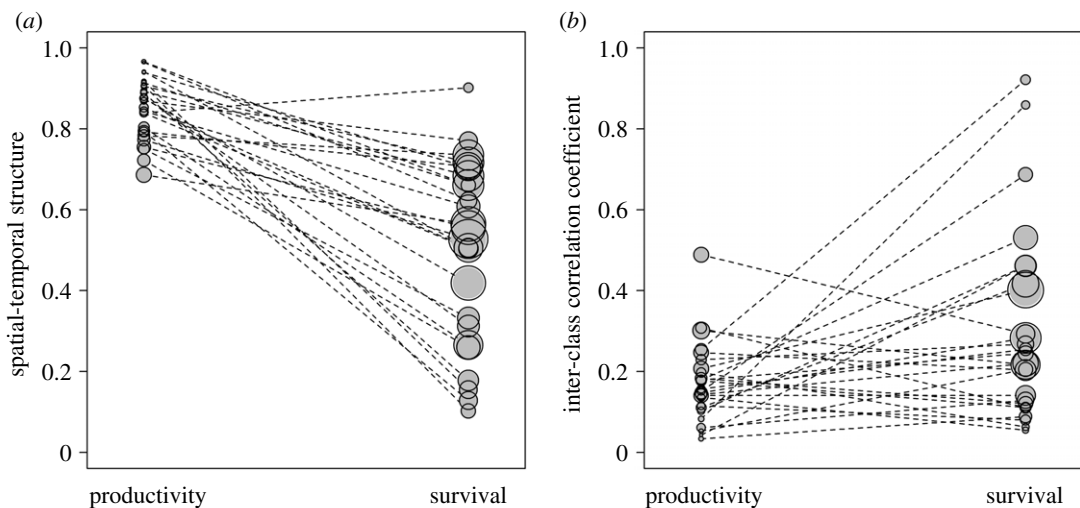 (a)
spatial-temporal structure
1.0
0.8
0.6
0.4
0.2
0
productivity
survival
(b)
inter-class correlation coefficient
1.0
0.8
0.6
0.4
0.2
0
productivity
survival